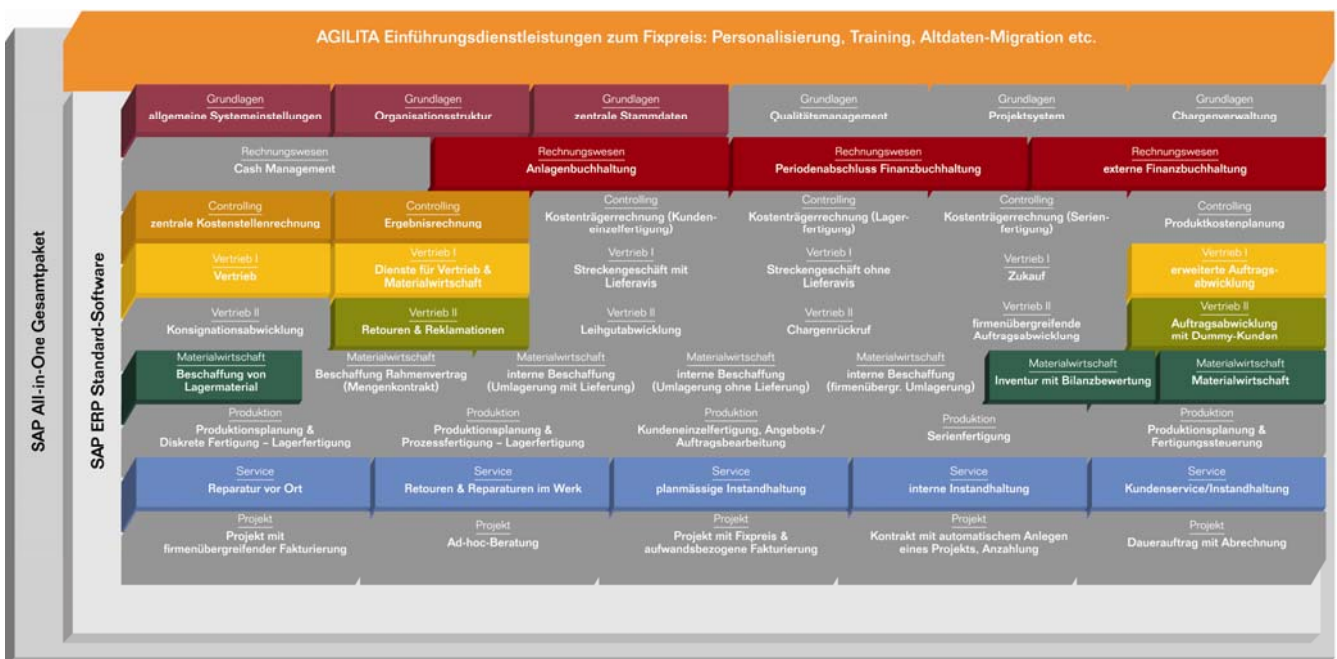 AGILITA Einführungsdienstleistungen zum Fixpreis: Personalisierung, Training, Altdaten-Migration etc.
SAP All-in-One Gesamtpaket
SAP ERP Standard-Software
Grundlagen
allgemeine Systemeinstellungen
Grundlagen
Organisationsstruktur
Grundlagen
zentrale Stammdaten
Grundlagen
Qualitätsmanagement
Grundlagen
Projektsystem
Grundlagen
Chargenverwaltung
Rechnungswesen
Cash Management
Rechnungswesen
Anlagenbuchhaltung
Rechnungswesen
Periodenabschluss Finanzbuchhaltung
Rechnungswesen
externe Finanzbuchhaltung
Controlling
zentrale Kostenstellenrechnung
Controlling
Ergebnisrechnung
Controlling
Kostenträgerrechnung (Kunden-
einzelfertigung)
Controlling
Kostenträgerrechnung (Lager-
fertigung)
Controlling
Kostenträgerrechnung (Serien-
fertigung)
Controlling
Produktkostenplanung
Vertrieb I
Vertrieb
Vertrieb I
Dienste für Vertrieb &
Materialwirtschaft
Vertrieb I
Streckengeschäft mit
Lieferavis
Vertrieb I
Streckengeschäft ohne
Lieferavis
Vertrieb I
Zukauf
Vertrieb I
erweiterte Auftrags-
abwicklung
Vertrieb II
Konsignationsabwicklung
Vertrieb II
Retouren & Reklamationen
Vertrieb II
Leihgutabwicklung
Vertrieb II
Chargenrückruf
Vertrieb II
firmenübergreifende
Auftragsabwicklung
Vertrieb II
Auftragsabwicklung
mit Dummy-Kunden
Materialwirtschaft
Beschaffung von
Lagermaterial
Materialwirtschaft
Beschaffung Rahmenvertrag
(Mengenkontrakt)
Materialwirtschaft
interne Beschaffung
(Umlagerung mit Lieferung)
Materialwirtschaft
interne Beschaffung
(Umlagerung ohne Lieferung)
Materialwirtschaft
interne Beschaffung
(firmenübergr. Umlagerung)
Materialwirtschaft
Inventur mit Bilanzbewertung
Materialwirtschaft
Materialwirtschaft
Produktion
Produktionsplanung &
Diskrete Fertigung – Lagerfertigung
Produktion
Produktionsplanung &
Prozessfertigung – Lagerfertigung
Produktion
Kundeneinzelfertigung, Angebots-/
Auftragsbearbeitung
Produktion
Serienfertigung
Produktion
Produktionsplanung &
Fertigungssteuerung
Service
Reparatur vor Ort
Service
Retouren & Reparaturen im Werk
Service
planmässige Instandhaltung
Service
interne Instandhaltung
Service
Kundenservice/Instandhaltung
Projekt
Projekt mit
firmenübergreifender Fakturierung
Projekt
Ad-hoc-Beratung
Projekt
Projekt mit Fixpreis &
aufwandsbezogene Fakturierung
Projekt
Kontrakt mit automatischem Anlegen
eines Projekts, Anzahlung
Projekt
Dauerauftrag mit Abrechnung